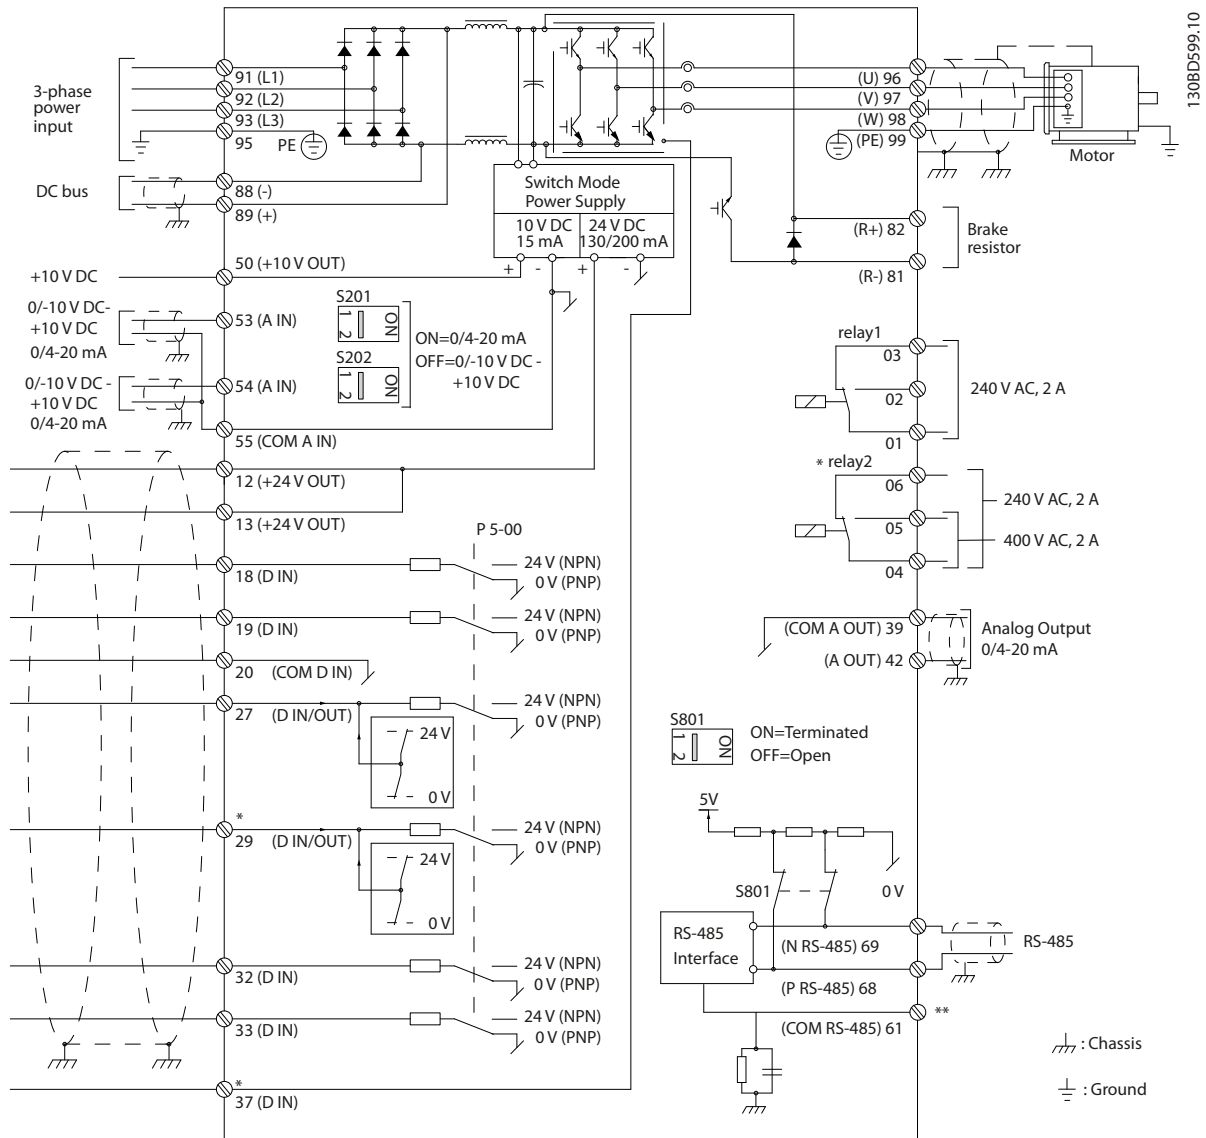 130BD599.10
3-phase
power
input
91 (L1)
92 (L2)
93 (L3)
95
PE
DC bus
88 (-)
89 (+)
+10 V DC
50 (+10 V OUT)
0/-10 V DC-
+10 V DC
0/4-20 mA
53 (A IN)
0/-10 V DC -
+10 V DC
0/4-20 mA
54 (A IN)
55 (COM A IN)
12 (+24 V OUT)
13 (+24 V OUT)
18 (D IN)
19 (D IN)
20 (COM D IN)
27 (D IN/OUT)
24 V
0 V
*
29 (D IN/OUT)
24 V
0 V
32 (D IN)
33 (D IN)
*
37 (D IN)
Switch Mode
Power Supply
10 V DC
15 mA
24 V DC
130/200 mA
+ - + -
S201
1 2
ON
S202
1 2
ON
ON=0/4-20 mA
OFF=0/-10 V DC -
+10 V DC
P 5-00
24 V (NPN)
0 V (PNP)
24 V (NPN)
0 V (PNP)
24 V (NPN)
0 V (PNP)
24 V (NPN)
0 V (PNP)
24 V (NPN)
0 V (PNP)
24 V (NPN)
0 V (PNP)
(U) 96
(V) 97
(W) 98
(PE) 99
Motor
(R+) 82
(R-) 81
Brake
resistor
relay1
03
02
01
240 V AC, 2 A
* relay2
06
05
04
240 V AC, 2 A
400 V AC, 2 A
(COM A OUT) 39
(A OUT) 42
Analog Output
0/4-20 mA
S801
1 2
ON
ON=Terminated
OFF=Open
5V
S801
0 V
RS-485
Interface
(N RS-485) 69
(P RS-485) 68
(COM RS-485) 61
**
RS-485
: Chassis
: Ground